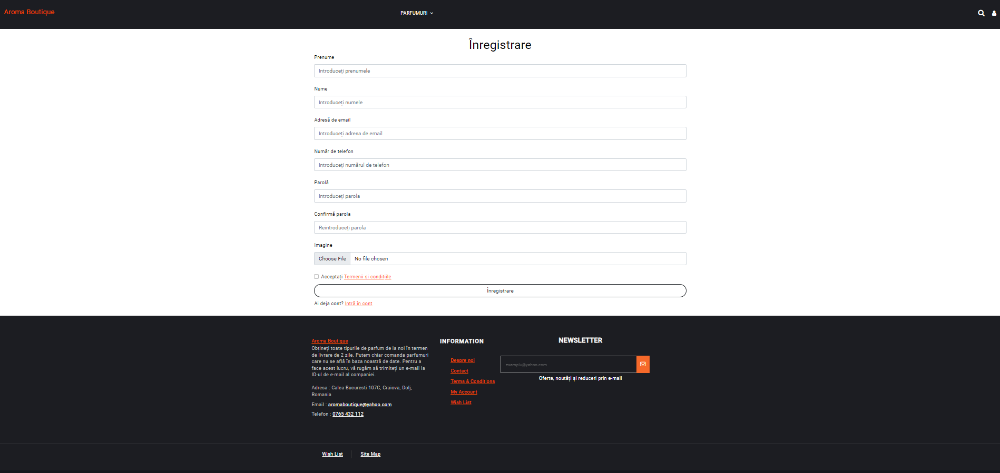 Aroma Boutique
PARFUMURI
Înregistrare
Prenume
Introduceți prenumele
Nume
Introduceți numele
Adresă de email
Introduceți adresa de email
Număr de telefon
Introduceți numărul de telefon
Parolă
Introduceți parola
Confirmă parola
Reintroduceți parola
Imagine
Choose File No file chosen
Acceptați Termenii și condițiile
Înregistrare
Ai deja cont? Intră în cont
Aroma Boutique
Obțineți toate tipurile de parfum de la noi în termen
de livrare de 2 zile. Putem chiar comanda parfumuri
care nu se află în baza noastră de date. Pentru a
face acest lucru, vă rugăm să trimiteți un e-mail la
ID-ul de e-mail al companiei.
Adresa : Calea Bucuresti 107C, Craiova, Dolj,
Romania
Email : aromaboutique@yahoo.com
Telefon : 0765 432 112
INFORMATION
Despre noi
Contact
Terms & Conditions
My Account
Wish List
NEWSLETTER
examplu@yahoo.com
Oferte, noutăți și reduceri prin e-mail
Wish List
Site Map